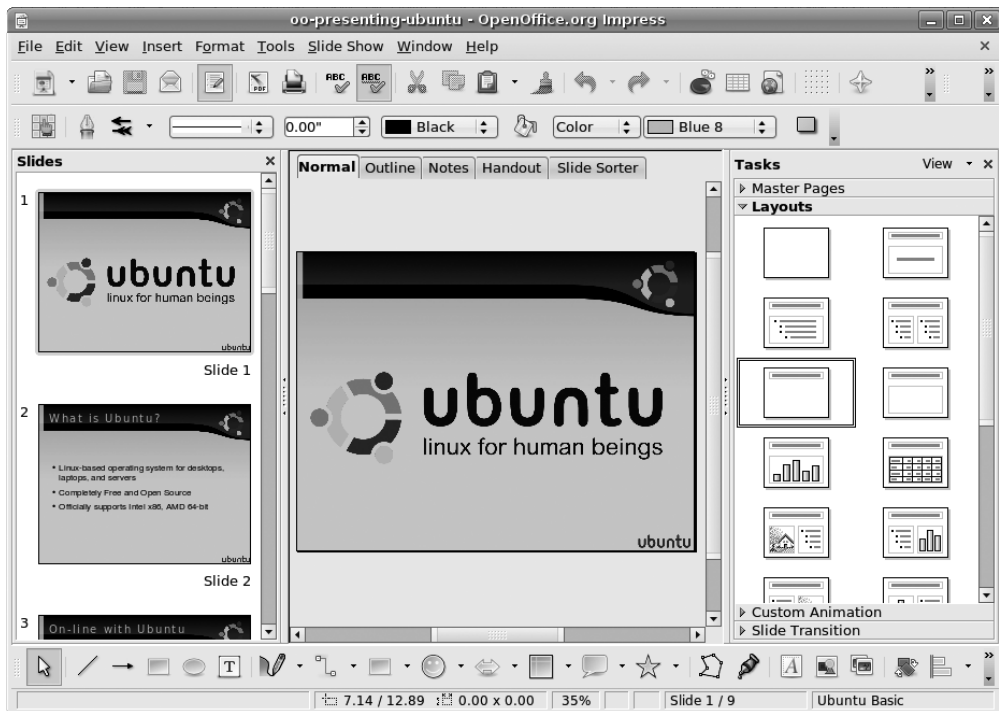 oo-presenting-ubuntu - OpenOffice.org Impress
File Edit View Insert Format Tools Slide Show Window Help
PDF ABC ABC
0.00" Black Color Blue 8
Slides
1
ubuntu
linux for human beings
ubuntu
Slide 1
2
What is Ubuntu?
• Linux-based operating system for desktops,
laptops, and servers
• Completely Free and Open Source
• Officially supports Intel x86, AMD 64-bit
ubuntu
Slide 2
3
On-line with Ubuntu
Normal Outline Notes Handout Slide Sorter
ubuntu
linux for human beings
ubuntu
Tasks View
Master Pages
Layouts
Custom Animation
Slide Transition
T A
7.14 / 12.89 0.00 x 0.00 35% Slide 1 / 9 Ubuntu Basic